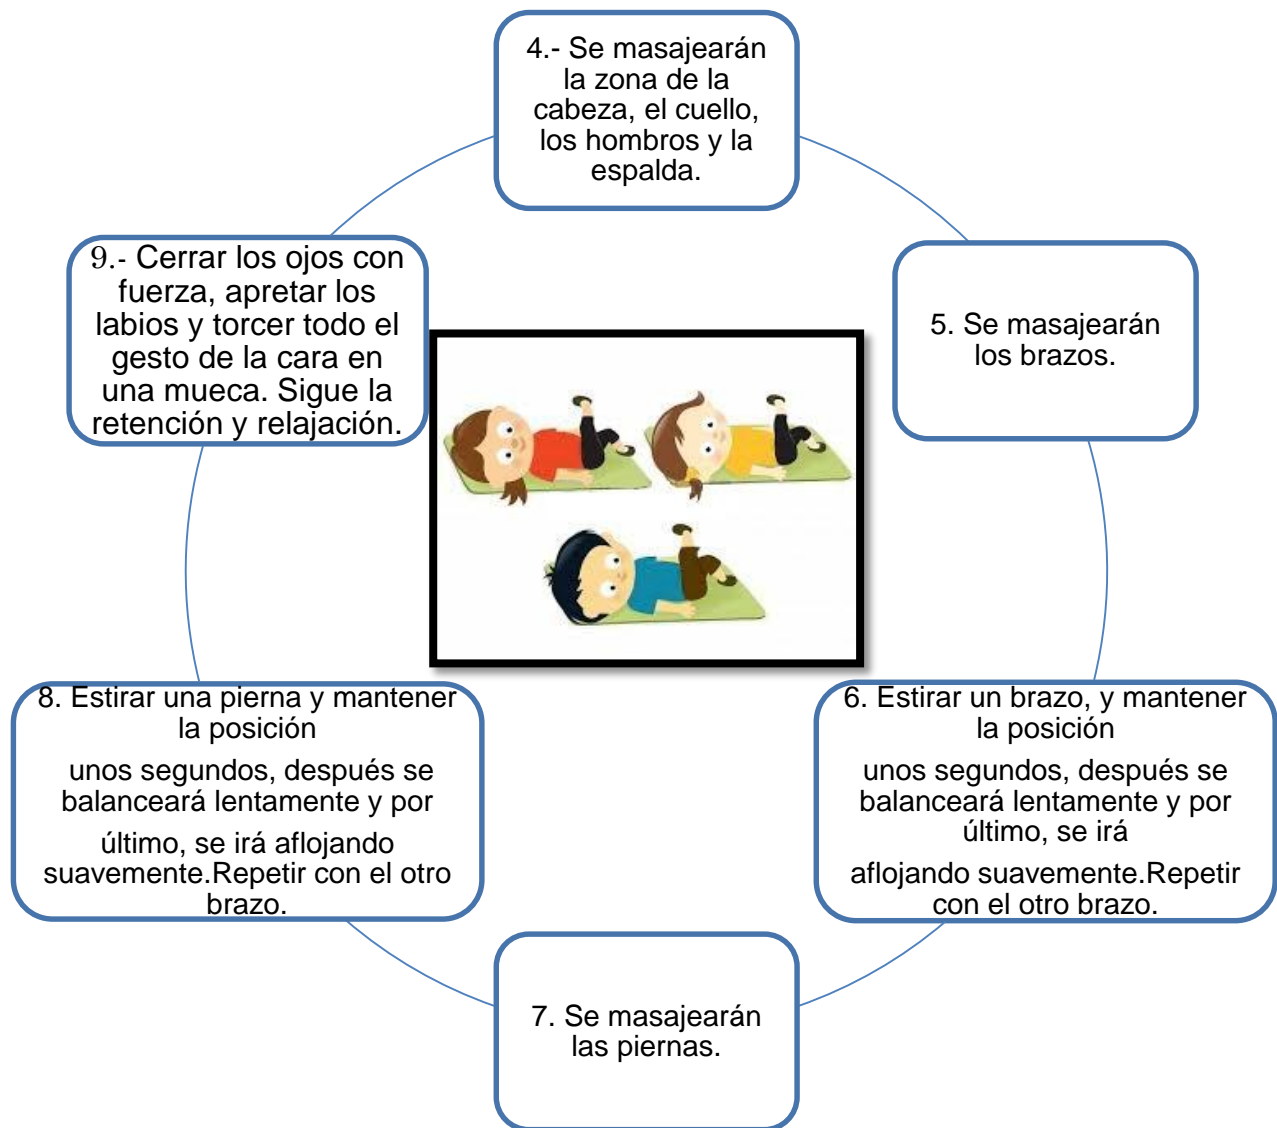 4.- Se masajearán
la zona de la
cabeza, el cuello,
los hombros y la
espalda.
5. Se masajearán
los brazos.
6. Estirar un brazo, y mantener
la posición
unos segundos, después se
balanceará lentamente y por
último, se irá
aflojando suavemente.Repetir
con el otro brazo.
7. Se masajearán
las piernas.
8. Estirar una pierna y mantener
la posición
unos segundos, después se
balanceará lentamente y por
último, se irá aflojando
suavemente.Repetir con el otro
brazo.
9.- Cerrar los ojos con
fuerza, apretar los
labios y torcer todo el
gesto de la cara en
una mueca. Sigue la
retención y relajación.